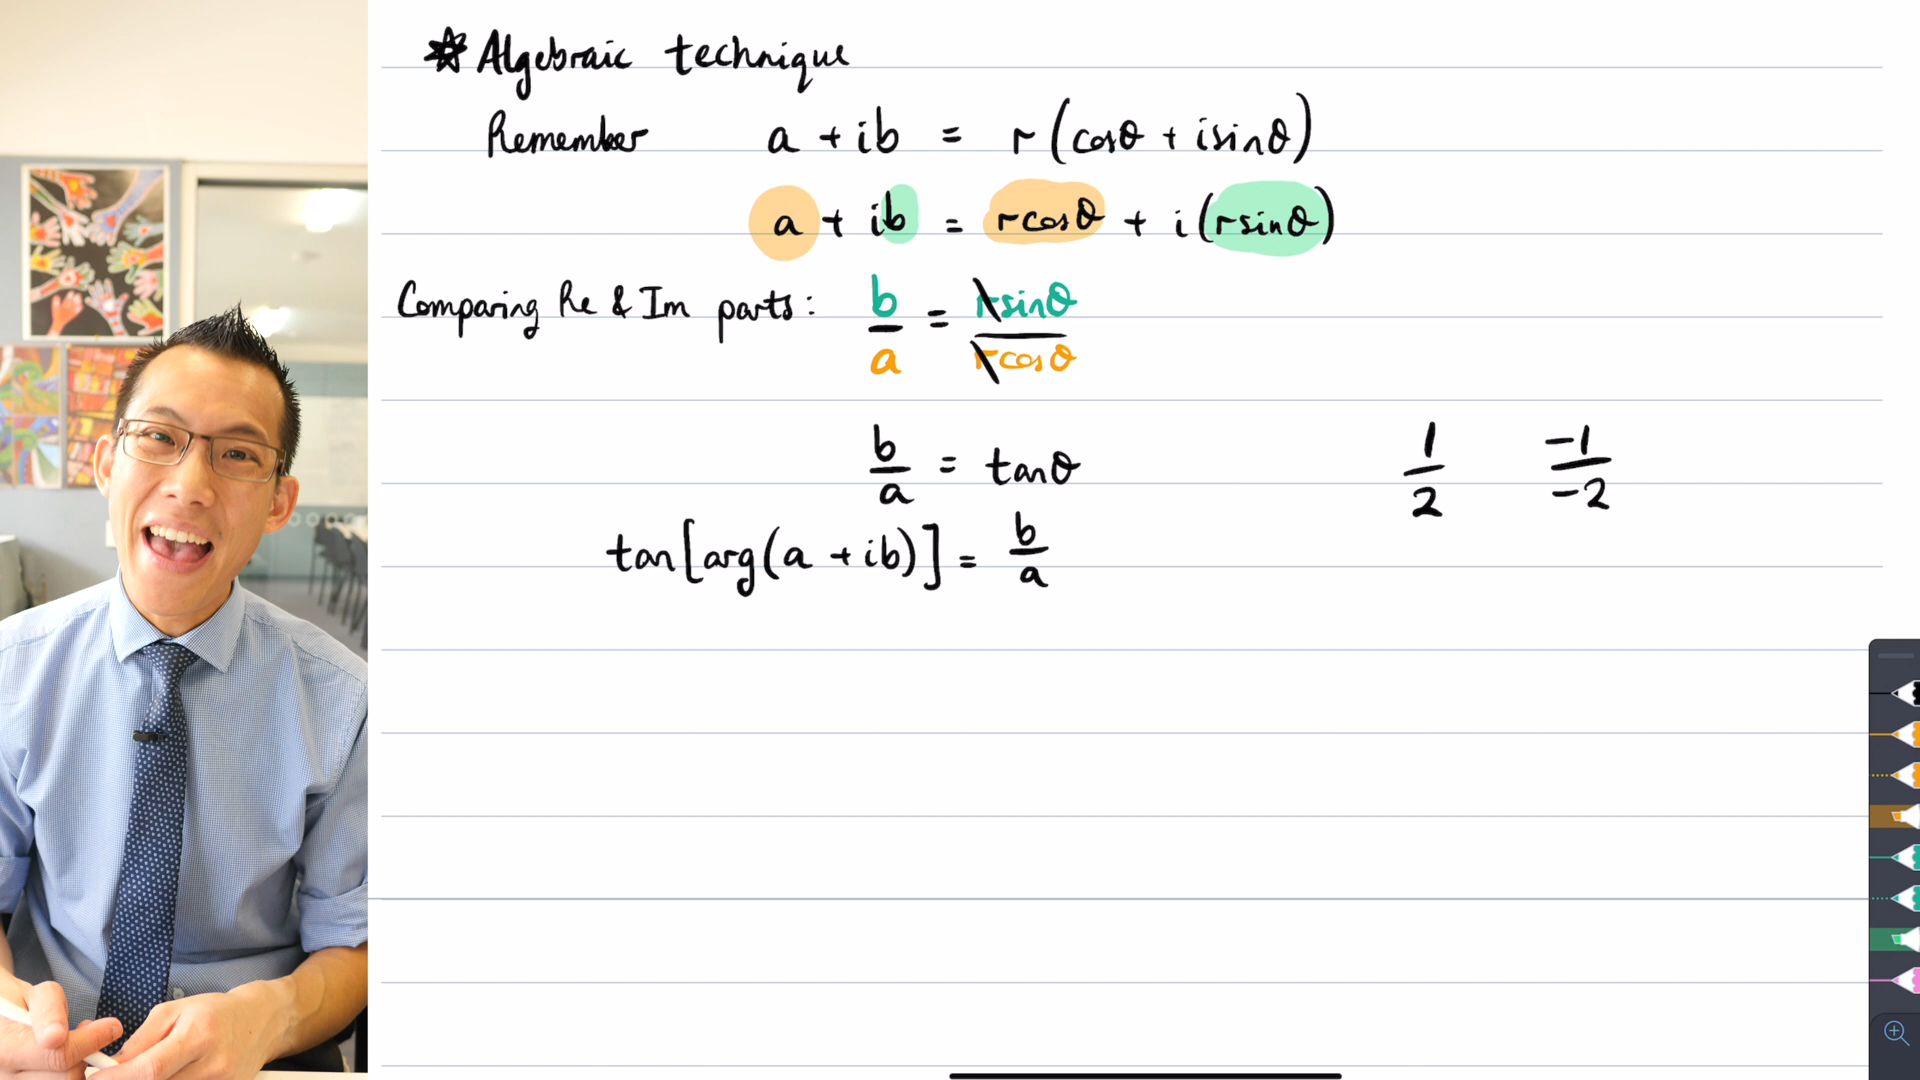 ☆ Algebraic technique
Remember a + ib = r(cosθ + isinθ)
a + ib = rcosθ + i(rsinθ)
Comparing Re & Im parts: b/a = rsinθ/rcosθ
b/a = tanθ 1/2 -1/-2
tan[arg(a + ib)] = b/a